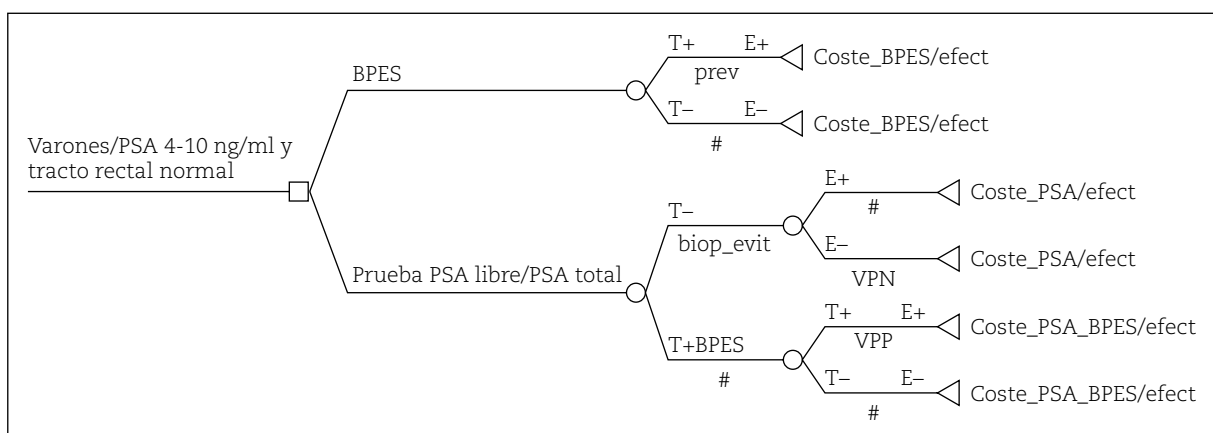 T+ E+
Coste_BPES/efect
prev
BPES
T– E–
Coste_BPES/efect
#
Varones/PSA 4-10 ng/ml y
tracto rectal normal
E+
Coste_PSA/efect
#
T–
biop_evit
E–
Coste_PSA/efect
VPN
Prueba PSA libre/PSA total
T+ E+
Coste_PSA_BPES/efect
VPP
T+BPES
#
T– E–
Coste_PSA_BPES/efect
#